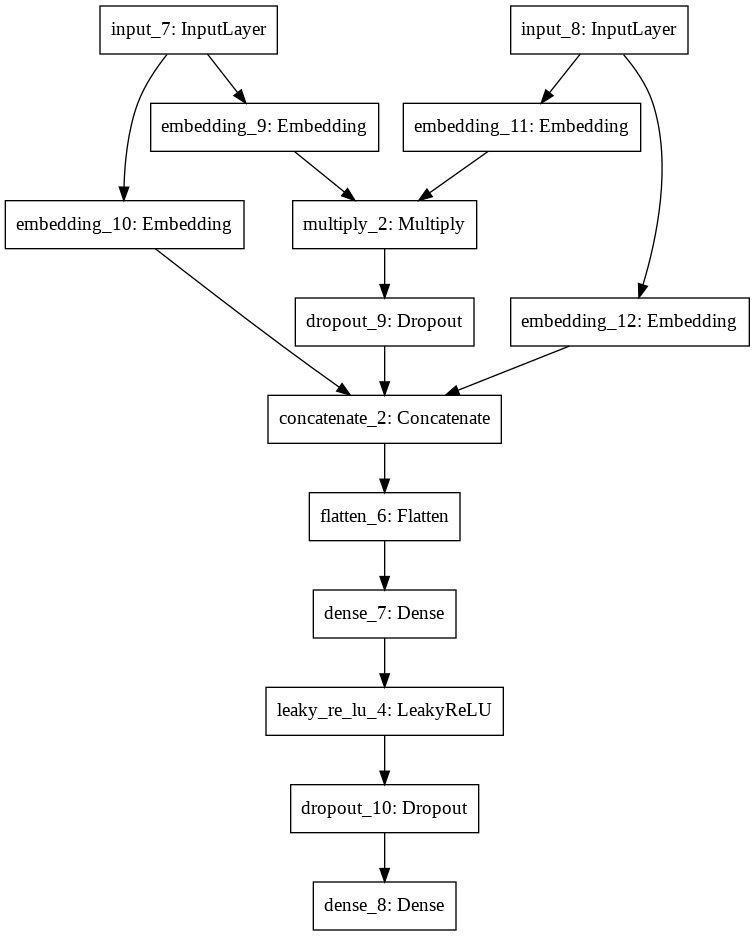 input_7: InputLayer
input_8: InputLayer
embedding_9: Embedding
embedding_11: Embedding
embedding_10: Embedding
multiply_2: Multiply
dropout_9: Dropout
embedding_12: Embedding
concatenate_2: Concatenate
flatten_6: Flatten
dense_7: Dense
leaky_re_lu_4: LeakyReLU
dropout_10: Dropout
dense_8: Dense